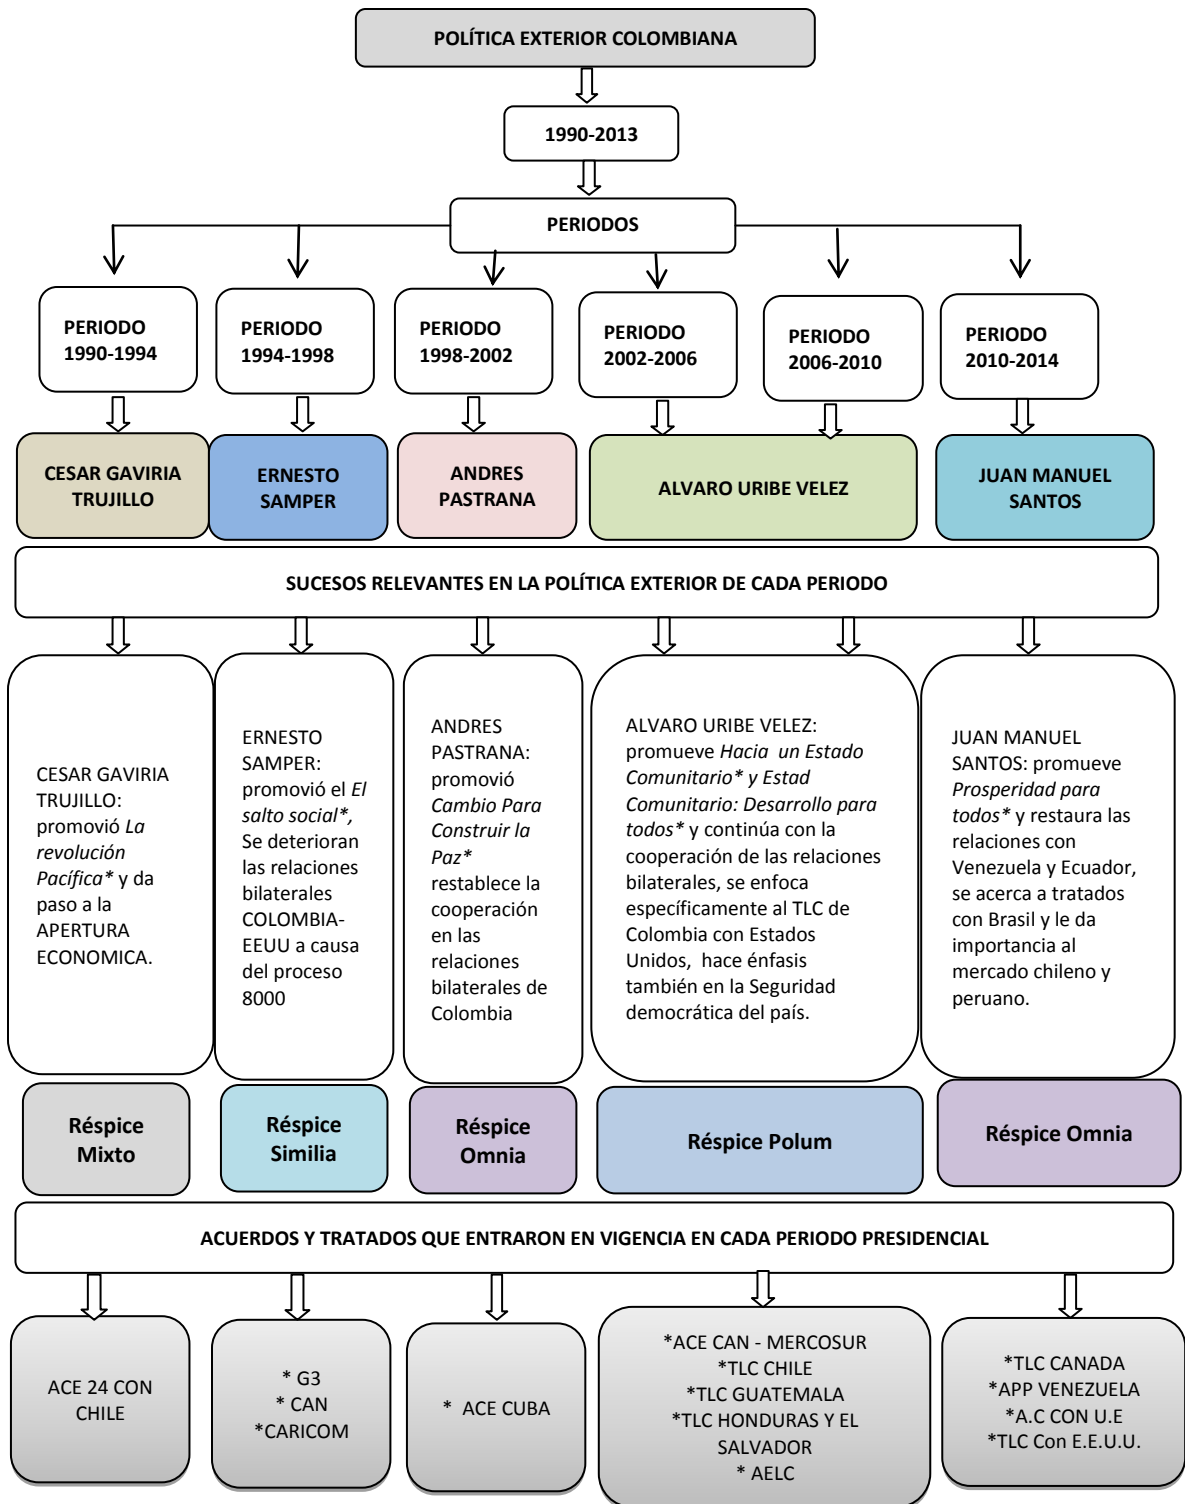 POLÍTICA EXTERIOR COLOMBIANA
1990-2013
PERIODOS
PERIODO
1990-1994
PERIODO
1994-1998
PERIODO
1998-2002
PERIODO
2002-2006
PERIODO
2006-2010
PERIODO
2010-2014
CESAR GAVIRIA
TRUJILLO
ERNESTO
SAMPER
ANDRES
PASTRANA
ALVARO URIBE VELEZ
JUAN MANUEL
SANTOS
SUCESOS RELEVANTES EN LA POLÍTICA EXTERIOR DE CADA PERIODO
CESAR GAVIRIA
TRUJILLO:
promovió La
revolución
Pacífica* y da
paso a la
APERTURA
ECONOMICA.
ERNESTO
SAMPER:
promovió el El
salto social*,
Se deterioran
las relaciones
bilaterales
COLOMBIA-
EEUU a causa
del proceso
8000
ANDRES
PASTRANA:
promovió
Cambio Para
Construir la
Paz*
restablece la
cooperación
en las
relaciones
bilaterales de
Colombia
ALVARO URIBE VELEZ:
promueve Hacia un Estado
Comunitario* y Estad
Comunitario: Desarrollo para
todos* y continúa con la
cooperación de las relaciones
bilaterales, se enfoca
específicamente al TLC de
Colombia con Estados
Unidos, hace énfasis
también en la Seguridad
democrática del país.
JUAN MANUEL
SANTOS: promueve
Prosperidad para
todos* y restaura las
relaciones con
Venezuela y Ecuador,
se acerca a tratados
con Brasil y le da
importancia al
mercado chileno y
peruano.
Réspice
Mixto
Réspice
Similia
Réspice
Omnia
Réspice Polum
Réspice Omnia
ACUERDOS Y TRATADOS QUE ENTRARON EN VIGENCIA EN CADA PERIODO PRESIDENCIAL
ACE 24 CON
CHILE
* G3
* CAN
*CARICOM
* ACE CUBA
*ACE CAN - MERCOSUR
*TLC CHILE
*TLC GUATEMALA
*TLC HONDURAS Y EL
SALVADOR
* AELC
*TLC CANADA
*APP VENEZUELA
*A.C CON U.E
*TLC Con E.E.U.U.